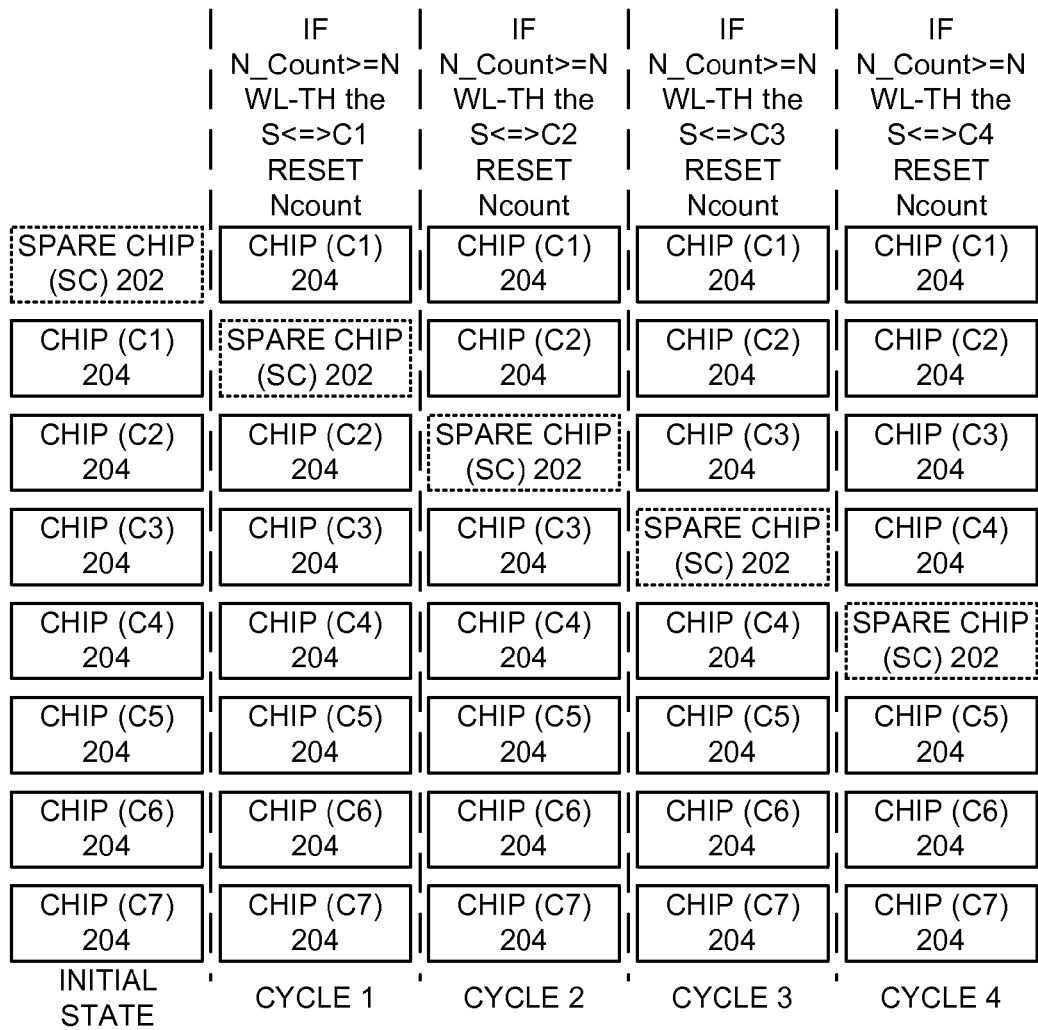 IF
N_Count>=N
WL-TH the
S<=>C1
RESET
Ncount
IF
N_Count>=N
WL-TH the
S<=>C2
RESET
Ncount
IF
N_Count>=N
WL-TH the
S<=>C3
RESET
Ncount
IF
N_Count>=N
WL-TH the
S<=>C4
RESET
Ncount
SPARE CHIP
(SC) 202
CHIP (C1)
204
CHIP (C2)
204
CHIP (C3)
204
CHIP (C4)
204
CHIP (C5)
204
CHIP (C6)
204
CHIP (C7)
204
INITIAL
STATE
CHIP (C1)
204
SPARE CHIP
(SC) 202
CHIP (C2)
204
CHIP (C3)
204
CHIP (C4)
204
CHIP (C5)
204
CHIP (C6)
204
CHIP (C7)
204
CYCLE 1
CHIP (C1)
204
CHIP (C2)
204
SPARE CHIP
(SC) 202
CHIP (C3)
204
CHIP (C4)
204
CHIP (C5)
204
CHIP (C6)
204
CHIP (C7)
204
CYCLE 2
CHIP (C1)
204
CHIP (C2)
204
CHIP (C3)
204
SPARE CHIP
(SC) 202
CHIP (C4)
204
CHIP (C5)
204
CHIP (C6)
204
CHIP (C7)
204
CYCLE 3
CHIP (C1)
204
CHIP (C2)
204
CHIP (C3)
204
CHIP (C4)
204
SPARE CHIP
(SC) 202
CHIP (C5)
204
CHIP (C6)
204
CHIP (C7)
204
CYCLE 4